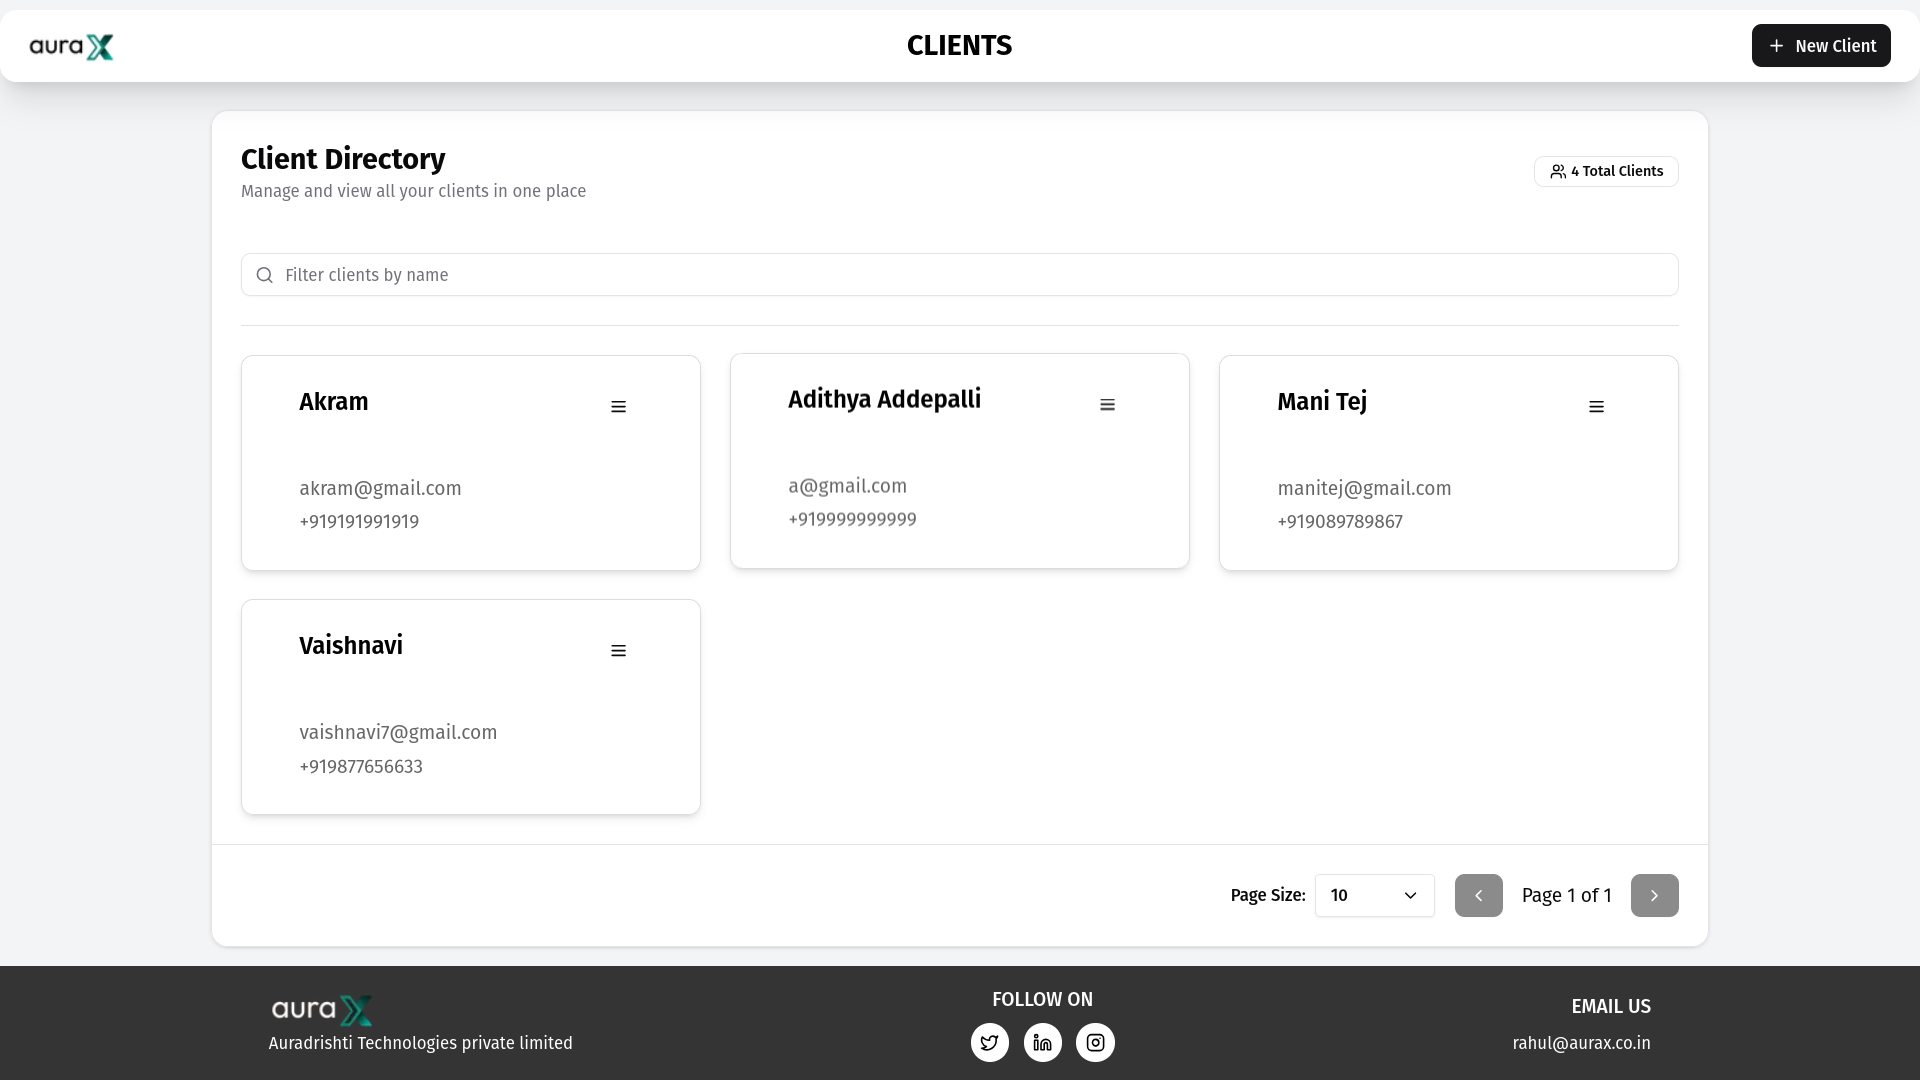 auraX
CLIENTS
New Client
Client Directory
Manage and view all your clients in one place
4 Total Clients
Filter clients by name
Akram
akram@gmail.com
+919191991919
Adithya Addepalli
a@gmail.com
+919999999999
Mani Tej
manitej@gmail.com
+919089789867
Vaishnavi
vaishnavi7@gmail.com
+919877656633
Page Size: 10
Page 1 of 1
auraX
Auradrishti Technologies private limited
FOLLOW ON
EMAIL US
rahul@aurax.co.in